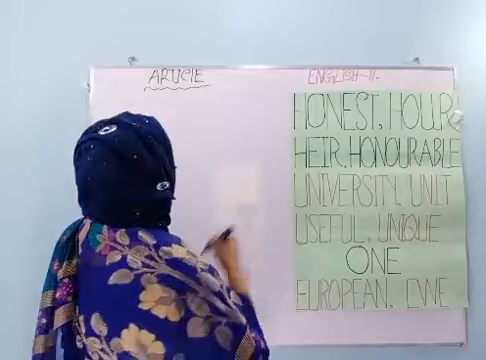 ARTICLE
ENGLISH-II.
HONEST, HOUR
HEIR, HONOURABLE
UNIVERSITY, UNIT
USEFUL, UNIQUE
ONE
EUROPEAN, EWE